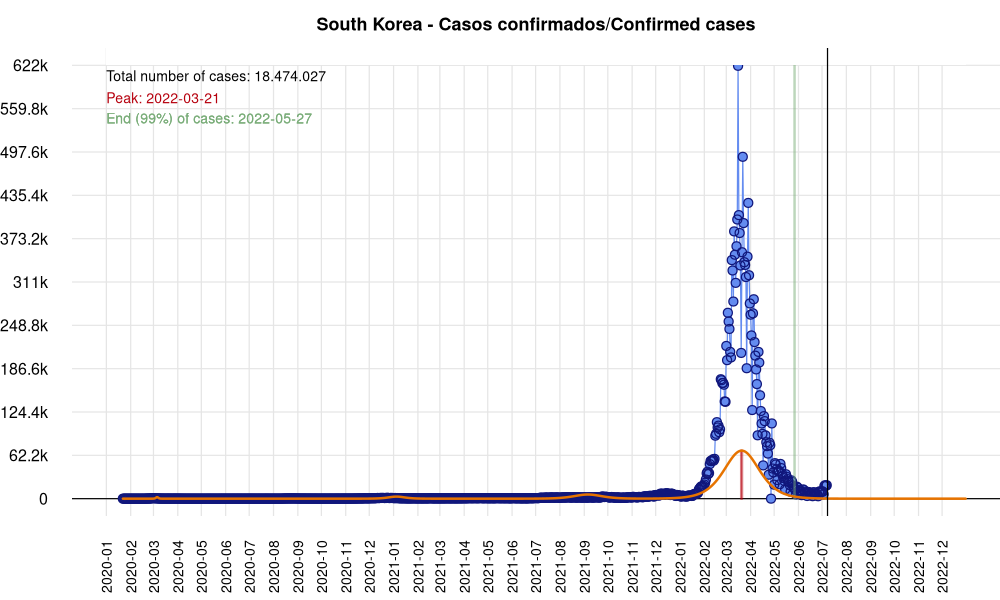 South Korea - Casos confirmados/Confirmed cases
622k
559.8k
497.6k
435.4k
373.2k
311k
248.8k
186.6k
124.4k
62.2k
0
Total number of cases: 18.474.027
Peak: 2022-03-21
End (99%) of cases: 2022-05-27
2020-01
2020-02
2020-03
2020-04
2020-05
2020-06
2020-07
2020-08
2020-09
2020-10
2020-11
2020-12
2021-01
2021-02
2021-03
2021-04
2021-05
2021-06
2021-07
2021-08
2021-09
2021-10
2021-11
2021-12
2022-01
2022-02
2022-03
2022-04
2022-05
2022-06
2022-07
2022-08
2022-09
2022-10
2022-11
2022-12